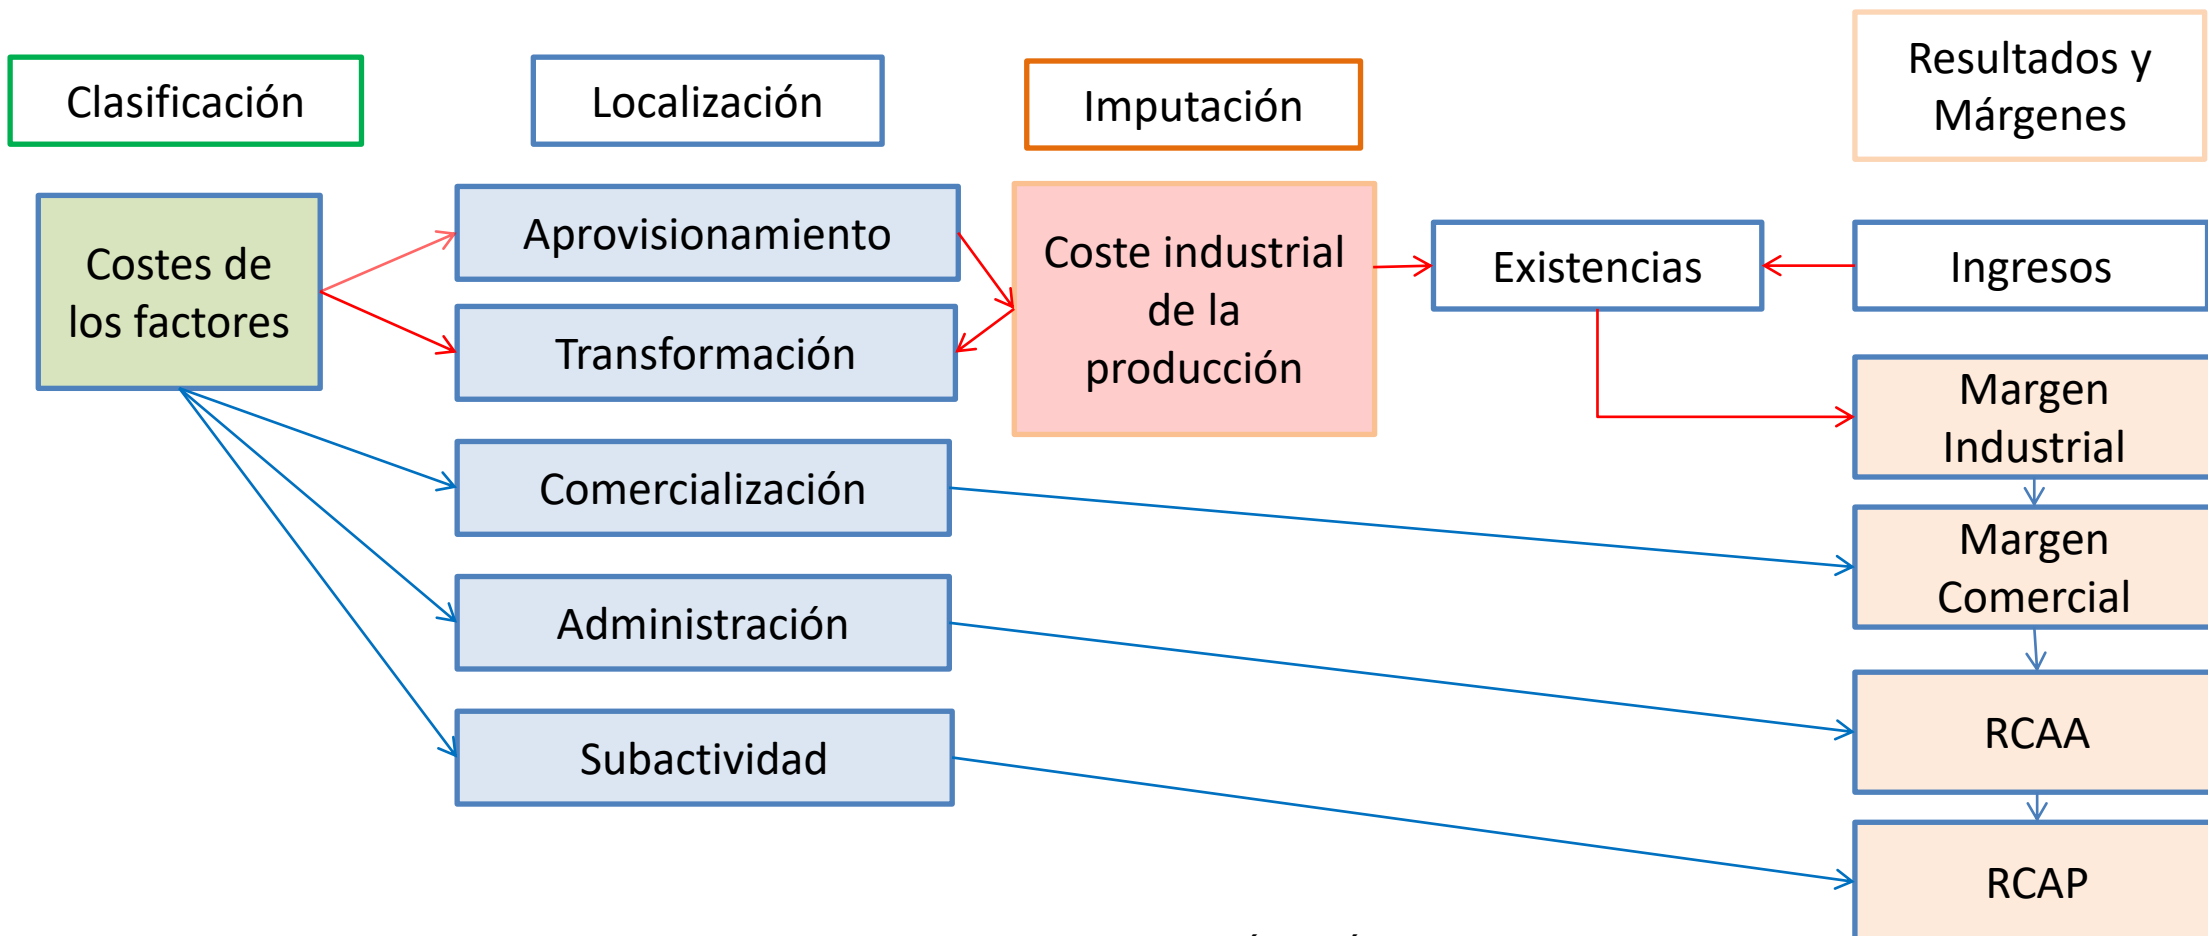 Clasificación
Localización
Imputación
Resultados y
Márgenes
Costes de
los factores
Aprovisionamiento
Transformación
Comercialización
Administración
Subactividad
Coste industrial
de la
producción
Existencias
Ingresos
Margen
Industrial
Margen
Comercial
RCAA
RCAP